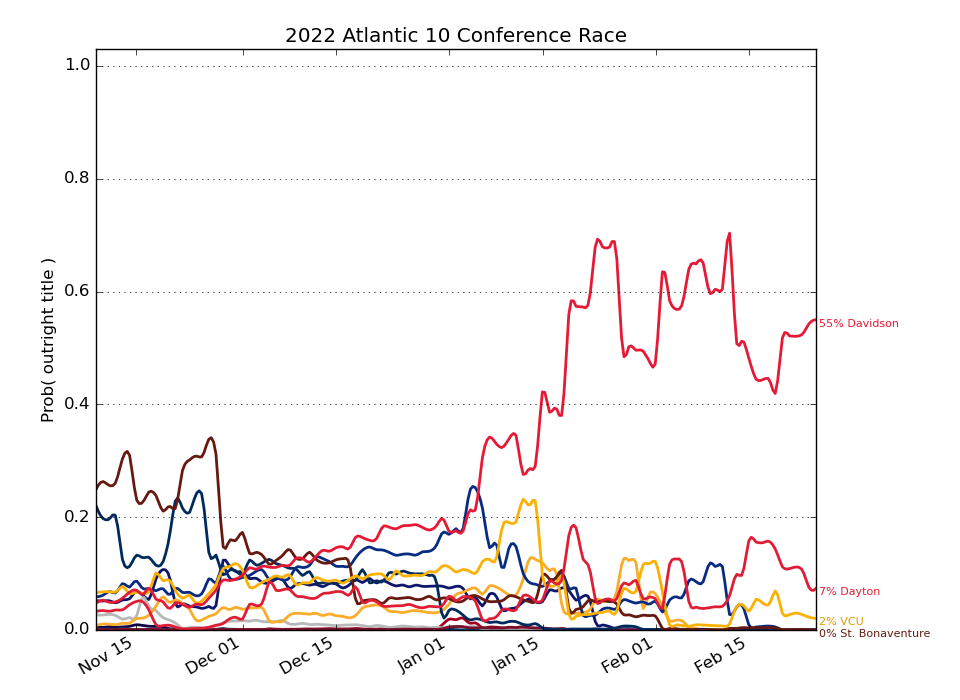 2022 Atlantic 10 Conference Race
Prob( outright title )
1.0
0.8
0.6
0.4
0.2
0.0
55% Davidson
7% Dayton
2% VCU
0% St. Bonaventure
Nov 15
Dec 01
Dec 15
Jan 01
Jan 15
Feb 01
Feb 15